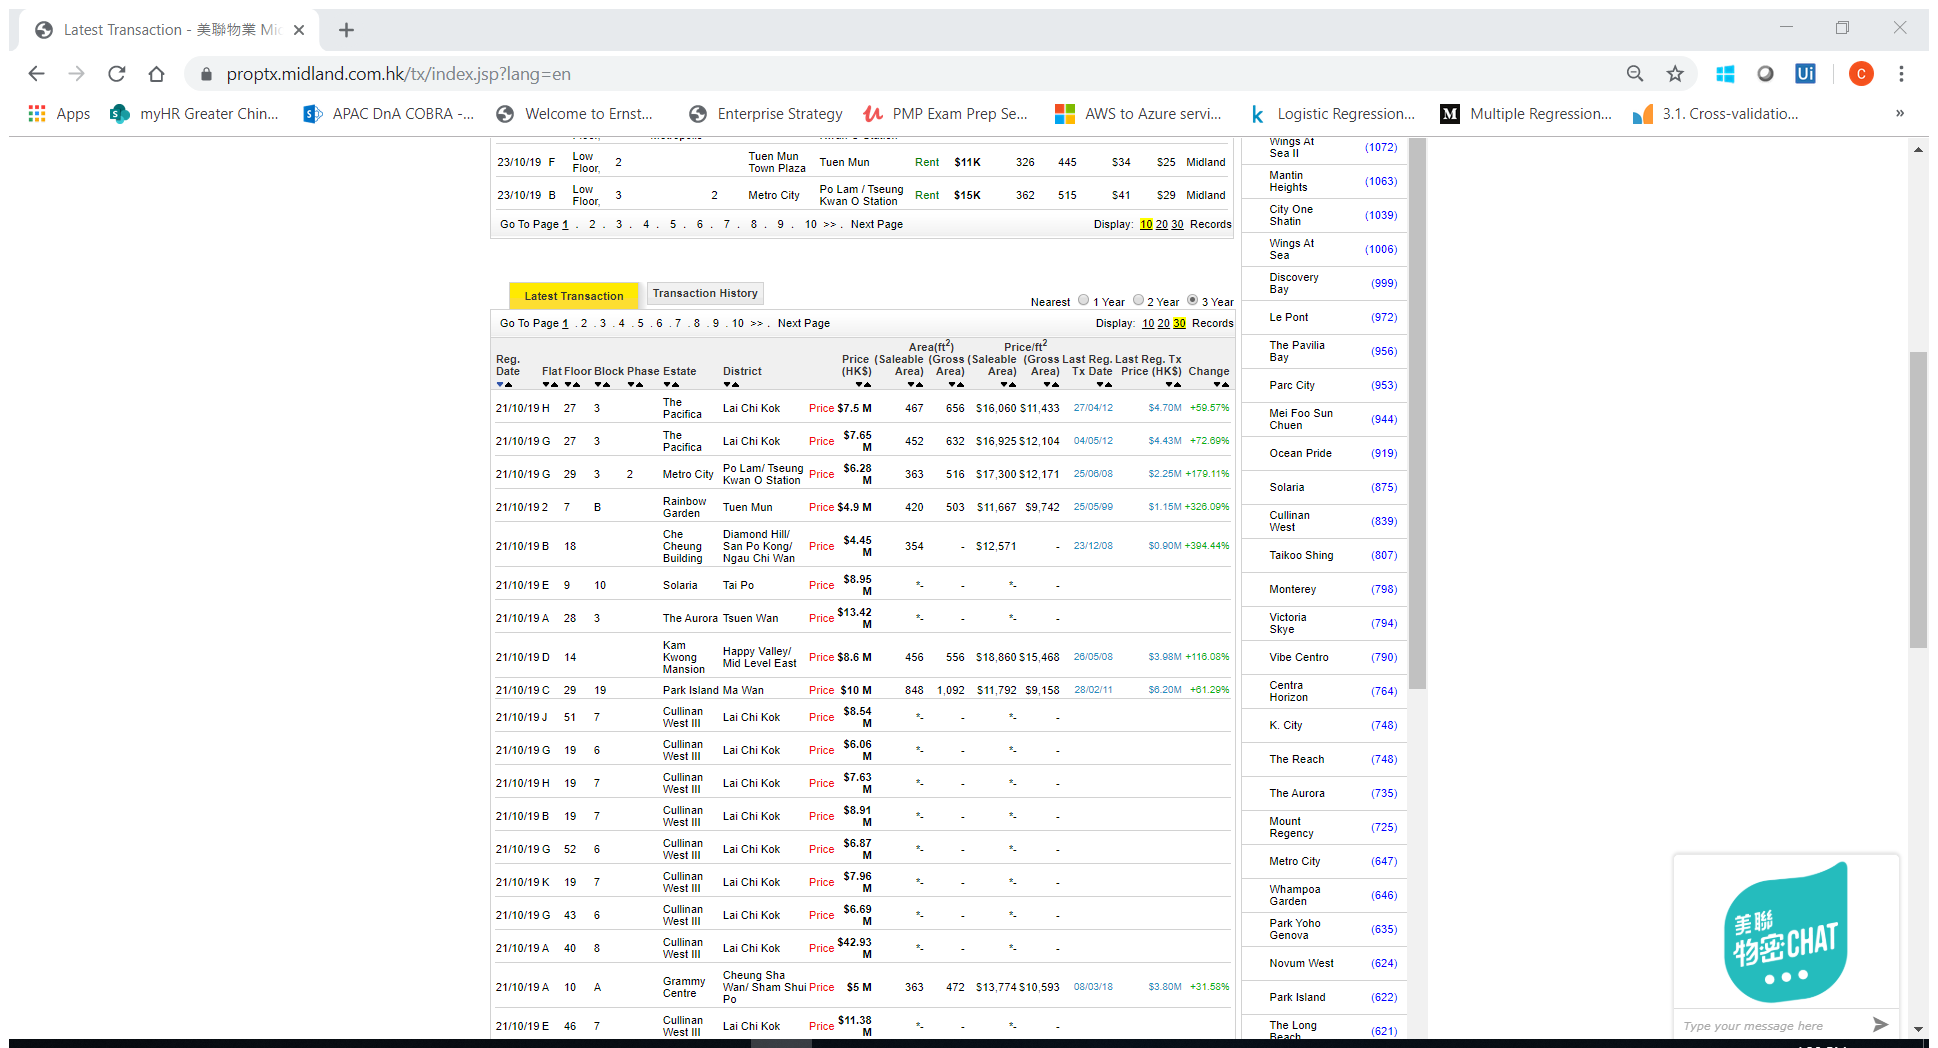 Latest Transaction - 美聯物業 Mi
proptx.midland.com.hk/tx/index.jsp?lang=en
C
Apps myHR Greater Chin... APAC DnA COBRA -... Welcome to Ernst... Enterprise Strategy PMP Exam Prep Se... AWS to Azure servi... Logistic Regression... Multiple Regression... 3.1. Cross-validatio... »
23/10/19 F Low Floor, 2 Tuen Mun Town Plaza Tuen Mun Rent $11K 326 445 $34 $25 Midland
23/10/19 B Low Floor, 3 2 Metro City Po Lam / Tseung Kwan O Station Rent $15K 362 515 $41 $29 Midland
Go To Page 1 . 2 . 3 . 4 . 5 . 6 . 7 . 8 . 9 . 10 >> . Next Page Display: 10 20 30 Records
Latest Transaction Transaction History
Nearest 1 Year 2 Year 3 Year
Go To Page 1 . 2 . 3 . 4 . 5 . 6 . 7 . 8 . 9 . 10 >> . Next Page Display: 10 20 30 Records
Reg. Date Flat Floor Block Phase Estate District Price (HK$) Area(ft2) (Saleable Area) (Gross Area) Price/ft2 (Saleable Area) (Gross Area) Last Reg. Tx Date Last Reg. Tx Price (HK$) Change
21/10/19 H 27 3 The Pacifica Lai Chi Kok Price $7.5 M 467 656 $16,060 $11,433 27/04/12 $4.70M +59.57%
21/10/19 G 27 3 The Pacifica Lai Chi Kok Price $7.65 M 452 632 $16,925 $12,104 04/05/12 $4.43M +72.69%
21/10/19 G 29 3 2 Metro City Po Lam/ Tseung Kwan O Station Price $6.28 M 363 516 $17,300 $12,171 25/06/08 $2.25M +179.11%
21/10/19 2 7 B Rainbow Garden Tuen Mun Price $4.9 M 420 503 $11,667 $9,742 25/05/99 $1.15M +326.09%
21/10/19 B 18 Che Cheung Building Diamond Hill/ San Po Kong/ Ngau Chi Wan Price $4.45 M 354 - $12,571 - 23/12/08 $0.90M +394.44%
21/10/19 E 9 10 Solaria Tai Po Price $8.95 M *- - *- -
21/10/19 A 28 3 The Aurora Tsuen Wan Price $13.42 M *- - *- -
21/10/19 D 14 Kam Kwong Mansion Happy Valley/ Mid Level East Price $8.6 M 456 556 $18,860 $15,468 26/05/08 $3.98M +116.08%
21/10/19 C 29 19 Park Island Ma Wan Price $10 M 848 1,092 $11,792 $9,158 28/02/11 $6.20M +61.29%
21/10/19 J 51 7 Cullinan West III Lai Chi Kok Price $8.54 M *- - *- -
21/10/19 G 19 6 Cullinan West III Lai Chi Kok Price $6.06 M *- - *- -
21/10/19 H 19 7 Cullinan West III Lai Chi Kok Price $7.63 M *- - *- -
21/10/19 B 19 7 Cullinan West III Lai Chi Kok Price $8.91 M *- - *- -
21/10/19 G 52 6 Cullinan West III Lai Chi Kok Price $6.87 M *- - *- -
21/10/19 K 19 7 Cullinan West III Lai Chi Kok Price $7.96 M *- - *- -
21/10/19 G 43 6 Cullinan West III Lai Chi Kok Price $6.69 M *- - *- -
21/10/19 A 40 8 Cullinan West III Lai Chi Kok Price $42.93 M *- - *- -
21/10/19 A 10 A Grammy Centre Cheung Sha Wan/ Sham Shui Po Price $5 M 363 472 $13,774 $10,593 08/03/18 $3.80M +31.58%
21/10/19 E 46 7 Cullinan West III Lai Chi Kok Price $11.38 M *- - *- -
Wings At Sea II (1072)
Mantin Heights (1063)
City One Shatin (1039)
Wings At Sea (1006)
Discovery Bay (999)
Le Pont (972)
The Pavilia Bay (956)
Parc City (953)
Mei Foo Sun Chuen (944)
Ocean Pride (919)
Solaria (875)
Cullinan West (839)
Taikoo Shing (807)
Monterey (798)
Victoria Skye (794)
Vibe Centro (790)
Centra Horizon (764)
K. City (748)
The Reach (748)
The Aurora (735)
Mount Regency (725)
Metro City (647)
Whampoa Garden (646)
Park Yoho Genova (635)
Novum West (624)
Park Island (622)
The Long Beach (621)
美聯
物密CHAT
Type your message here